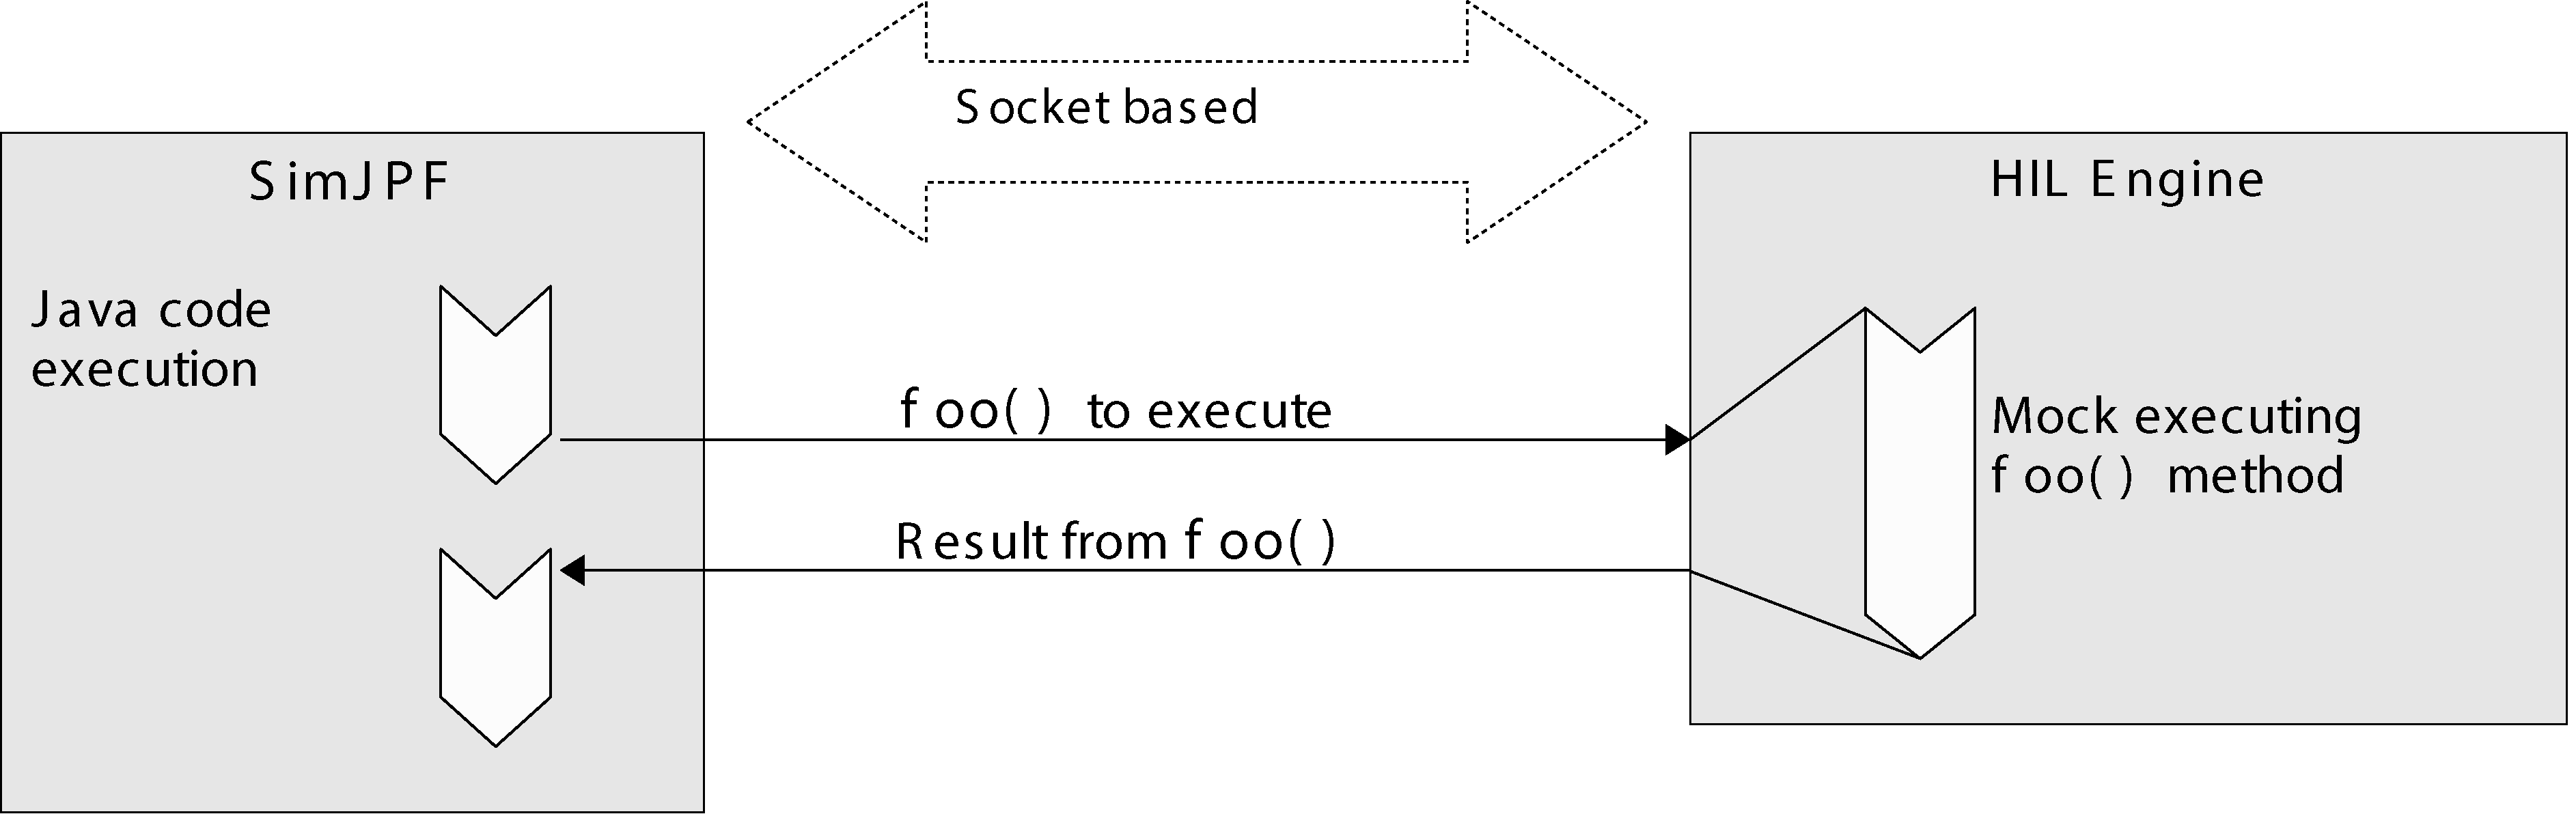 Socket based
SimJPF
HIL Engine
Java code
execution
foo() to execute
Mock executing
foo() method
Result from foo()